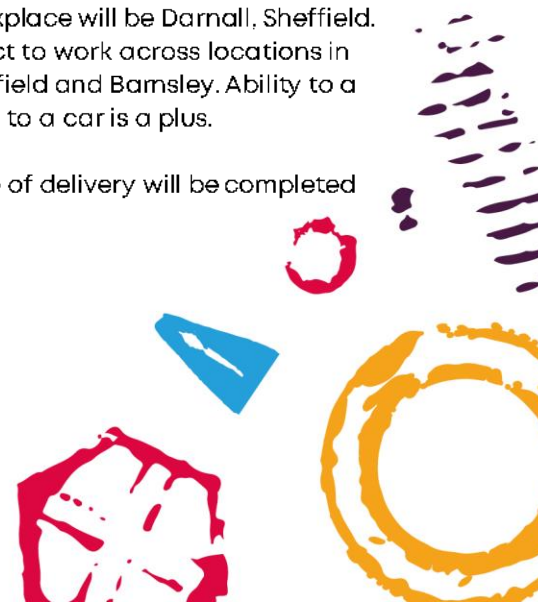 xplace will be Darnall, Sheffield.
ct to work across locations in
field and Barnsley. Ability to a
to a car is a plus.
of delivery will be completed